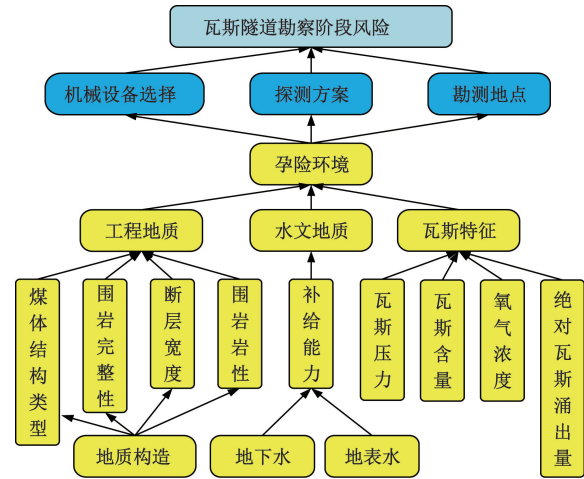 瓦斯隧道勘察阶段风险
机械设备选择
探测方案
勘测地点
孕险环境
工程地质
水文地质
瓦斯特征
煤体结构类型
围岩完整性
断层宽度
围岩岩性
补给能力
瓦斯压力
瓦斯含量
氧气浓度
绝对瓦斯涌出量
地质构造
地下水
地表水